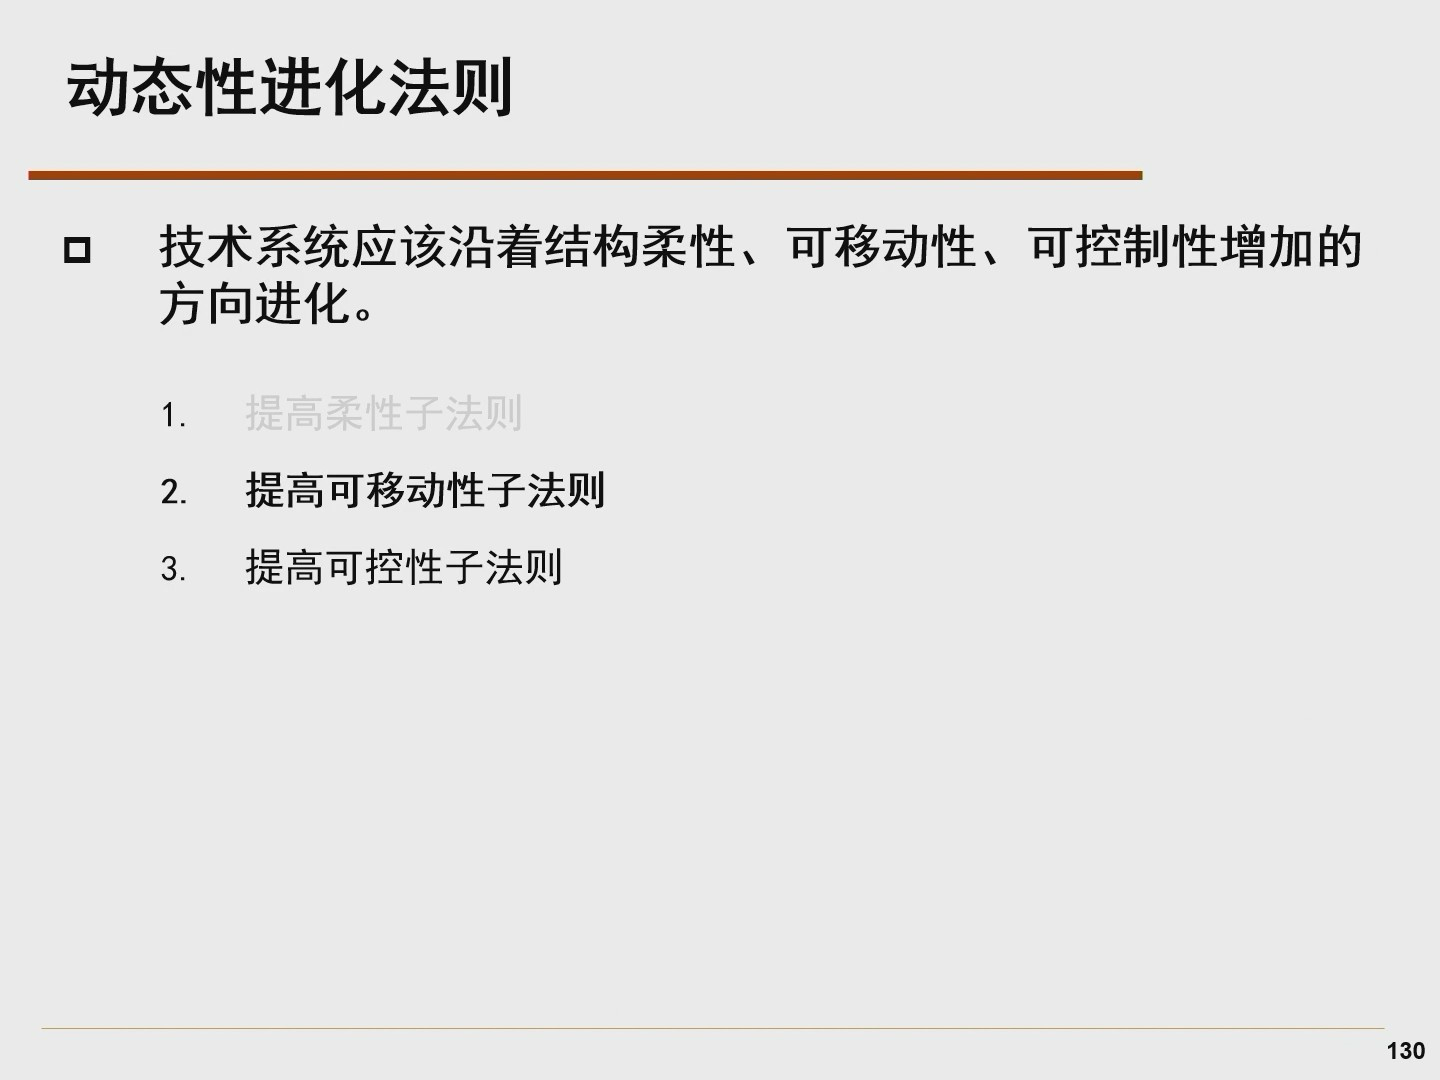 动态性进化法则
技术系统应该沿着结构柔性、可移动性、可控制性增加的
方向进化。
1. 提高柔性子法则
2. 提高可移动性子法则
3. 提高可控性子法则
130